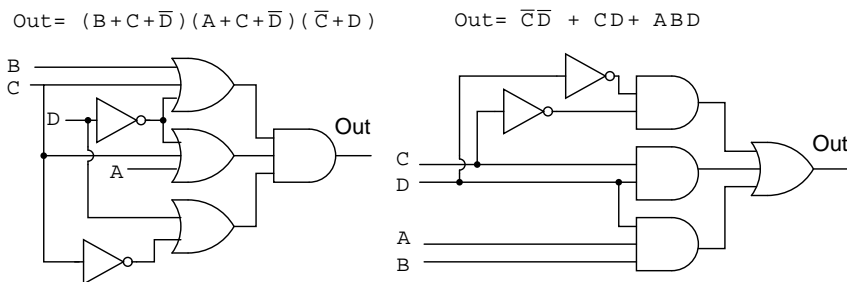 Out= (B+C+D̅)(A+C+D̅)(C̅+D)
Out= C̅D̅ + CD+ ABD
B
C
D
A
Out
C
D
A
B
Out